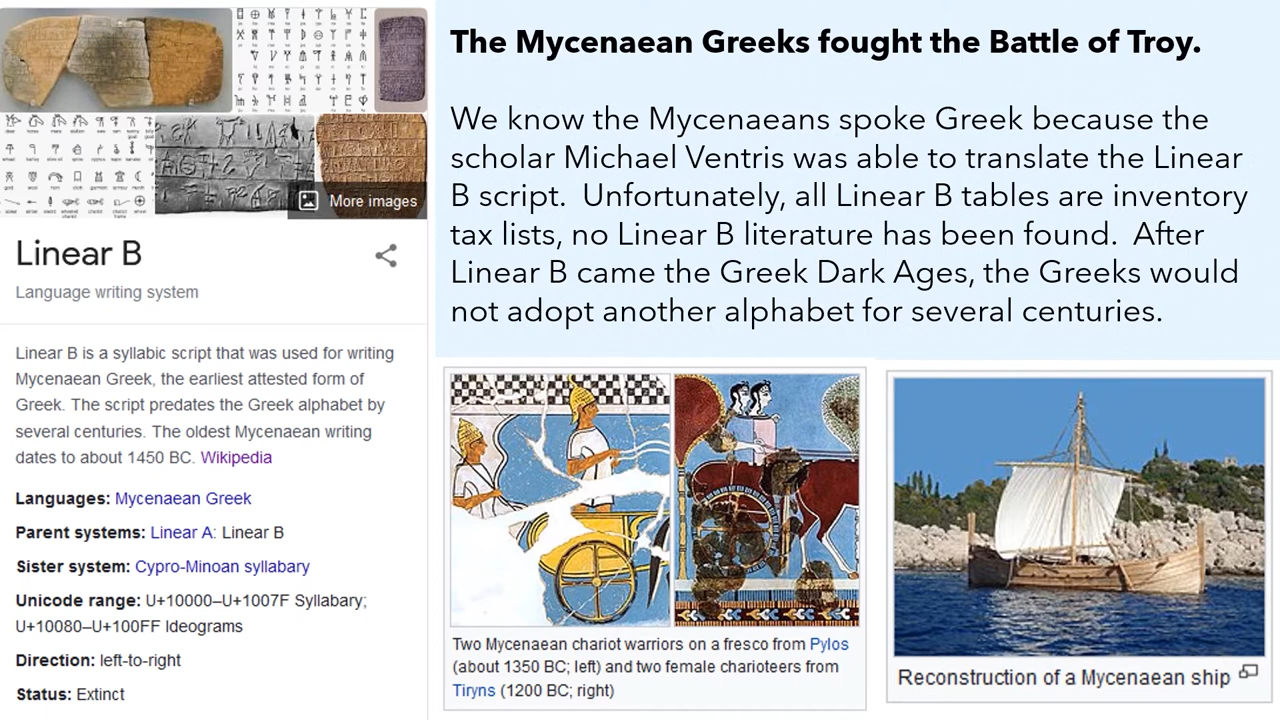 More images
Linear B
Language writing system
Linear B is a syllabic script that was used for writing
Mycenaean Greek, the earliest attested form of
Greek. The script predates the Greek alphabet by
several centuries. The oldest Mycenaean writing
dates to about 1450 BC. Wikipedia
Languages: Mycenaean Greek
Parent systems: Linear A: Linear B
Sister system: Cypro-Minoan syllabary
Unicode range: U+10000–U+1007F Syllabary;
U+10080–U+100FF Ideograms
Direction: left-to-right
Status: Extinct
The Mycenaean Greeks fought the Battle of Troy.
We know the Mycenaeans spoke Greek because the
scholar Michael Ventris was able to translate the Linear
B script.  Unfortunately, all Linear B tables are inventory
tax lists, no Linear B literature has been found.  After
Linear B came the Greek Dark Ages, the Greeks would
not adopt another alphabet for several centuries.
Two Mycenaean chariot warriors on a fresco from Pylos
(about 1350 BC; left) and two female charioteers from
Tiryns (1200 BC; right)
Reconstruction of a Mycenaean ship